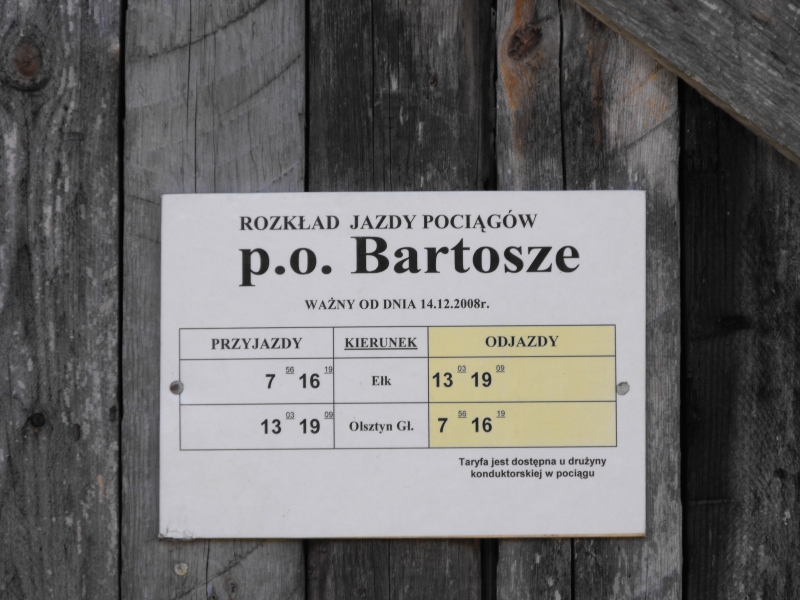 ROZKŁAD JAZDY POCIĄGÓW
p.o. Bartosze
WAŻNY OD DNIA 14.12.2008r.
PRZYJAZDY KIERUNEK ODJAZDY
7 56 16 19 Ełk 13 03 19 09
13 03 19 09 Olsztyn Gł. 7 56 16 19
Taryfa jest dostępna u drużyny
konduktorskiej w pociągu